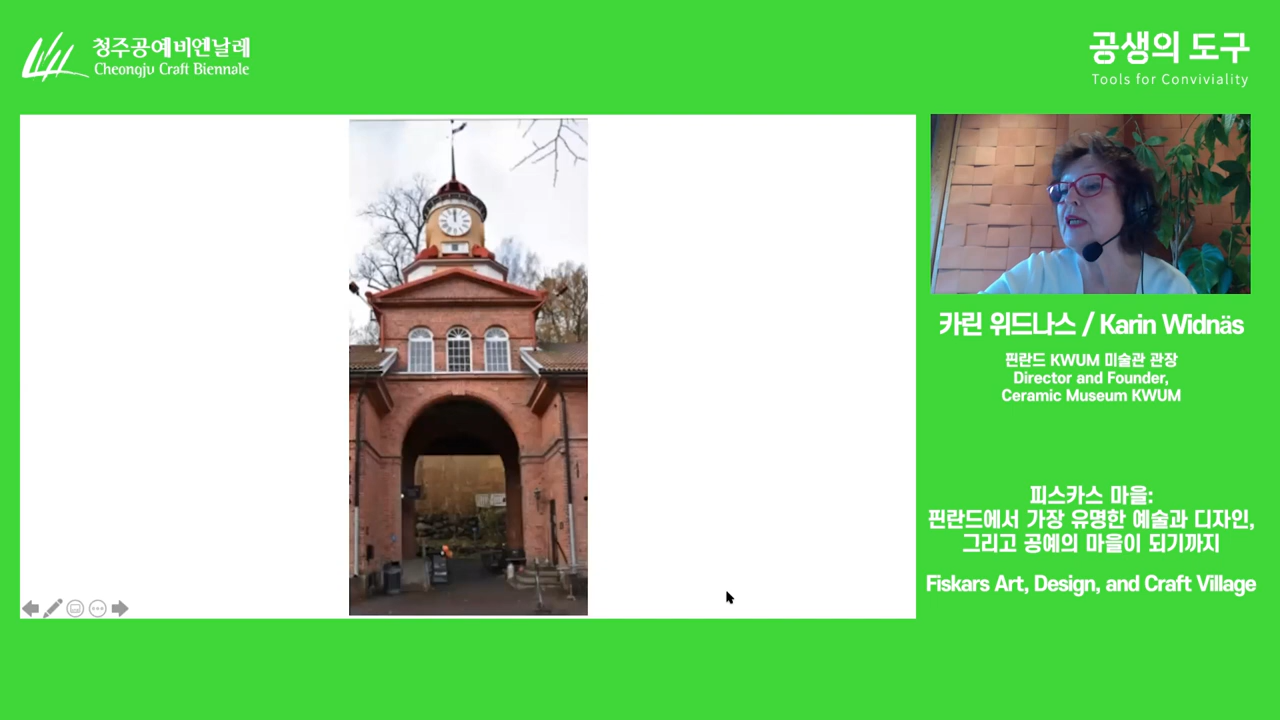 청주공예비엔날레
Cheongju Craft Biennale
공생의 도구
Tools for Conviviality
카린 위드나스 / Karin Widnäs
핀란드 KWUM 미술관 관장
Director and Founder,
Ceramic Museum KWUM
피스카스 마을:
핀란드에서 가장 유명한 예술과 디자인,
그리고 공예의 마을이 되기까지
Fiskars Art, Design, and Craft Village